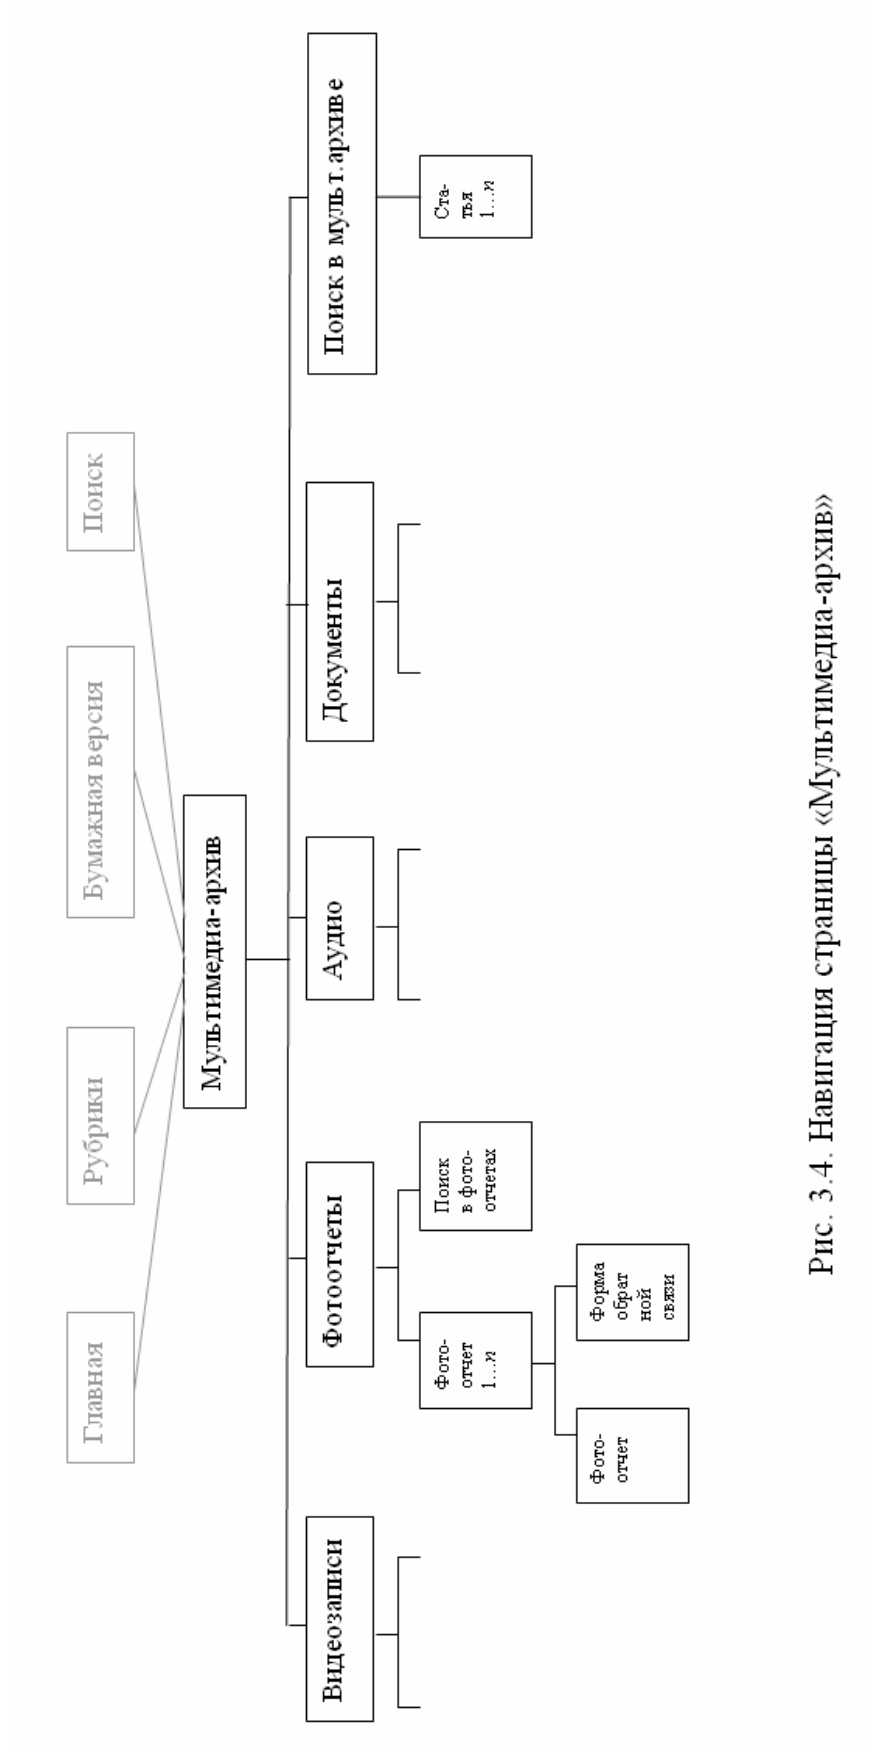 Главная
Рубрики
Бумажная версия
Поиск
Мультимедиа-архив
Видеозаписи
Фотоотчеты
Аудио
Документы
Поиск в мульт.архиве
Фото-
отчет
1...n
Поиск
в фото-
отчетах
Ста-
тья
1...n
Фото-
отчет
Форма
обрат
ной
связи
Рис. 3.4. Навигация страницы «Мультимедиа-архив»